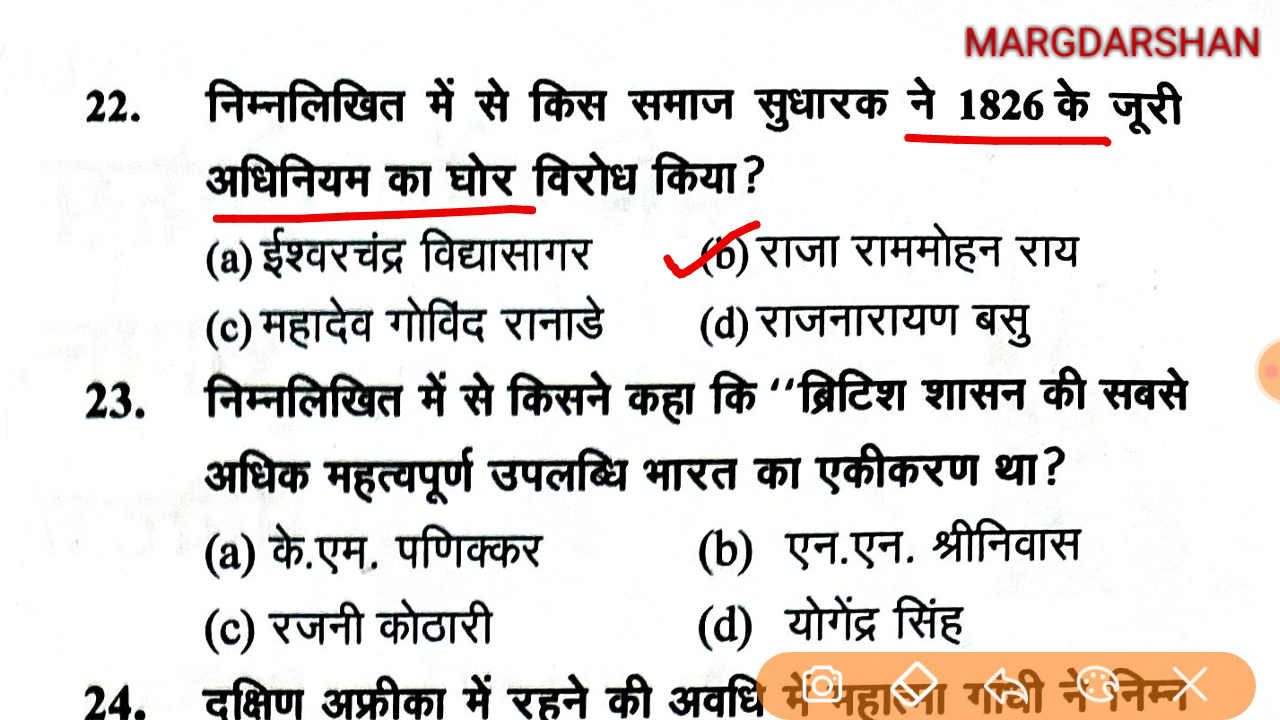 MARGDARSHAN
22. निम्नलिखित में से किस समाज सुधारक ने 1826 के जूरी
अधिनियम का घोर विरोध किया?
(a) ईश्वरचंद्र विद्यासागर (b) राजा राममोहन राय
(c) महादेव गोविंद रानाडे (d) राजनारायण बसु
23. निम्नलिखित में से किसने कहा कि "ब्रिटिश शासन की सबसे
अधिक महत्वपूर्ण उपलब्धि भारत का एकीकरण था?
(a) के.एम. पणिक्कर (b) एन.एन. श्रीनिवास
(c) रजनी कोठारी (d) योगेंद्र सिंह
24. दक्षिण अफ्रीका में रहने की अवधि में महात्मा गांधी ने निम्न